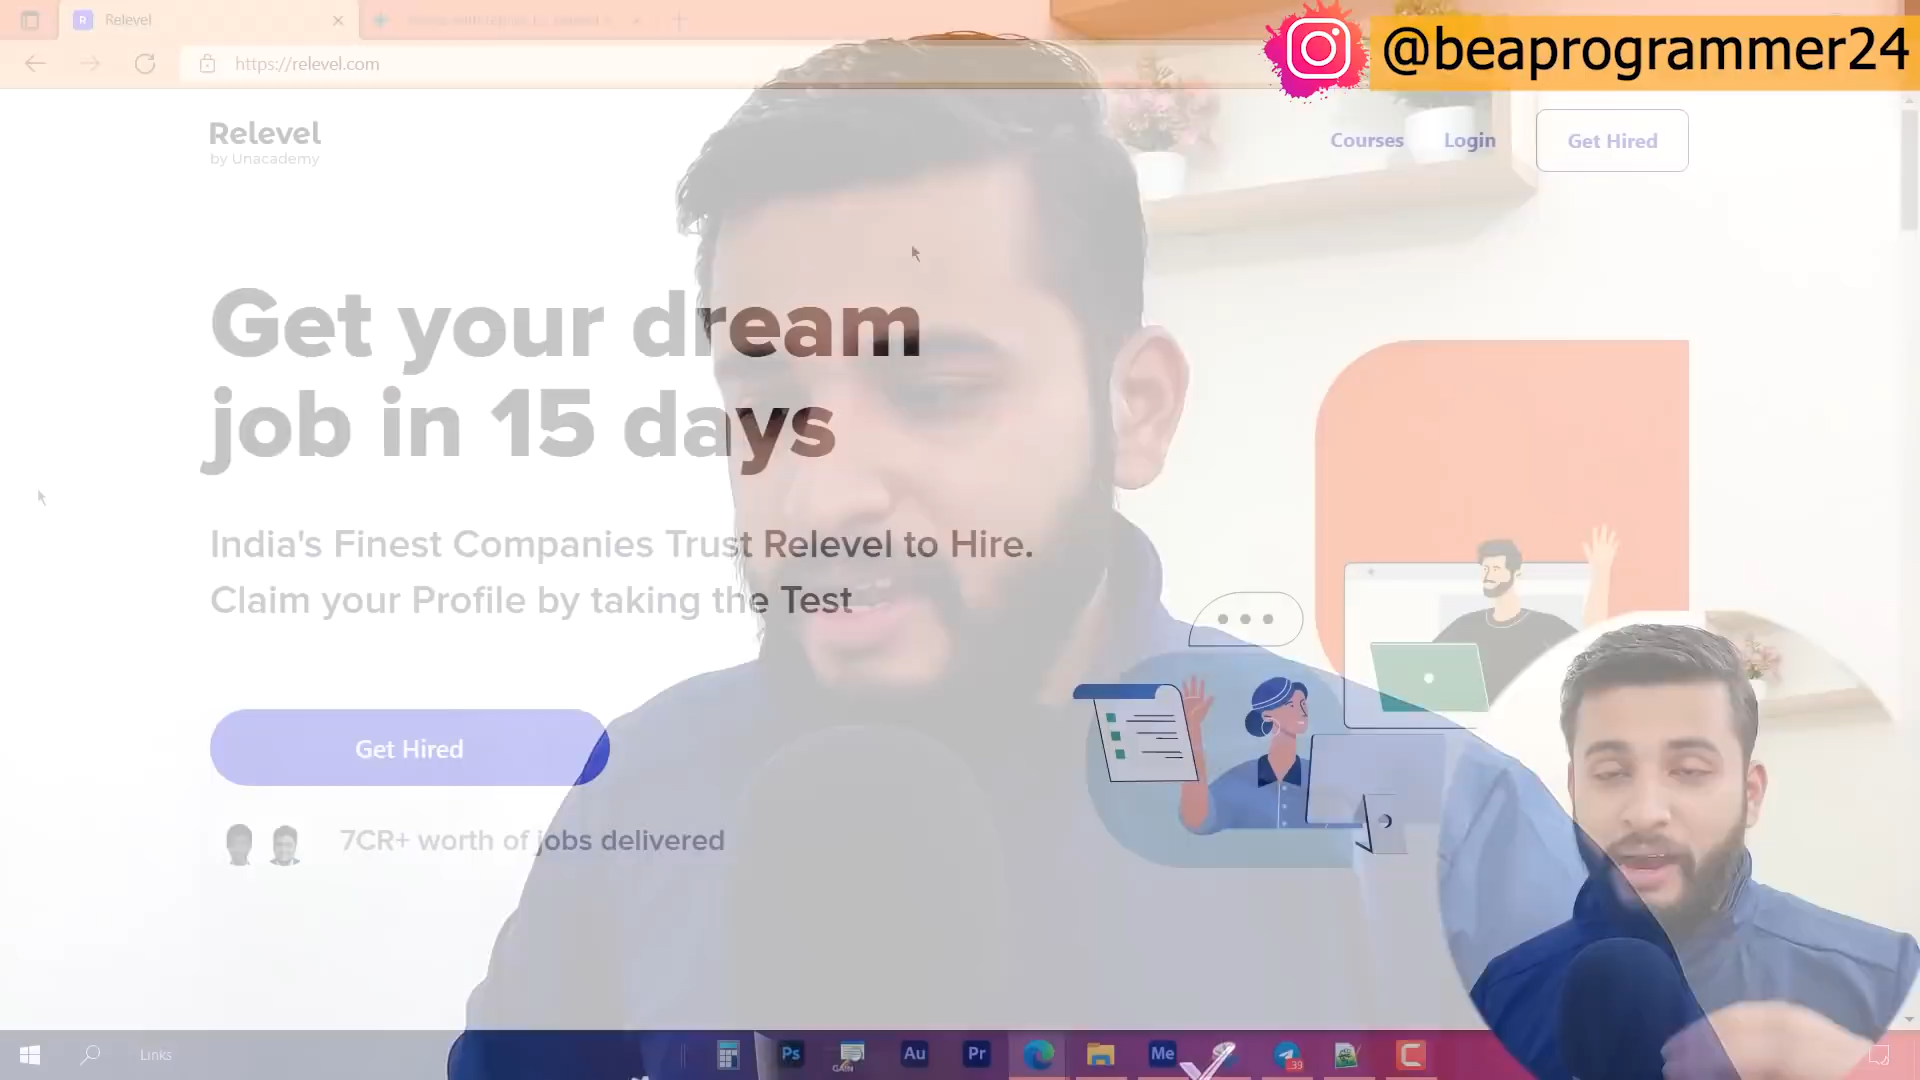 Relevel
@beaprogrammer24
https://relevel.com
Relevel
by Unacademy
Courses
Login
Get Hired
Get your dream
job in 15 days
India's Finest Companies Trust Relevel to Hire.
Claim your Profile by taking the Test
Get Hired
7CR+ worth of jobs delivered
Links
Ps
GAIN
Au
Pr
Me
39